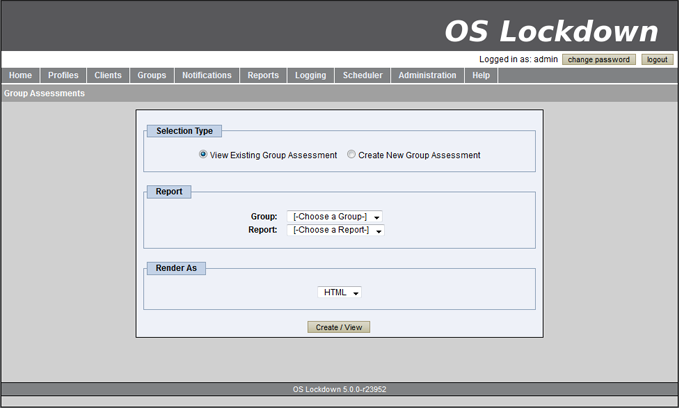 OS Lockdown
Logged in as: admin change password logout
Home Profiles Clients Groups Notifications Reports Logging Scheduler Administration Help
Group Assessments
Selection Type
View Existing Group Assessment Create New Group Assessment
Report
Group: [-Choose a Group-]
Report: [-Choose a Report-]
Render As
HTML
Create / View
OS Lockdown 5.0.0-r23952